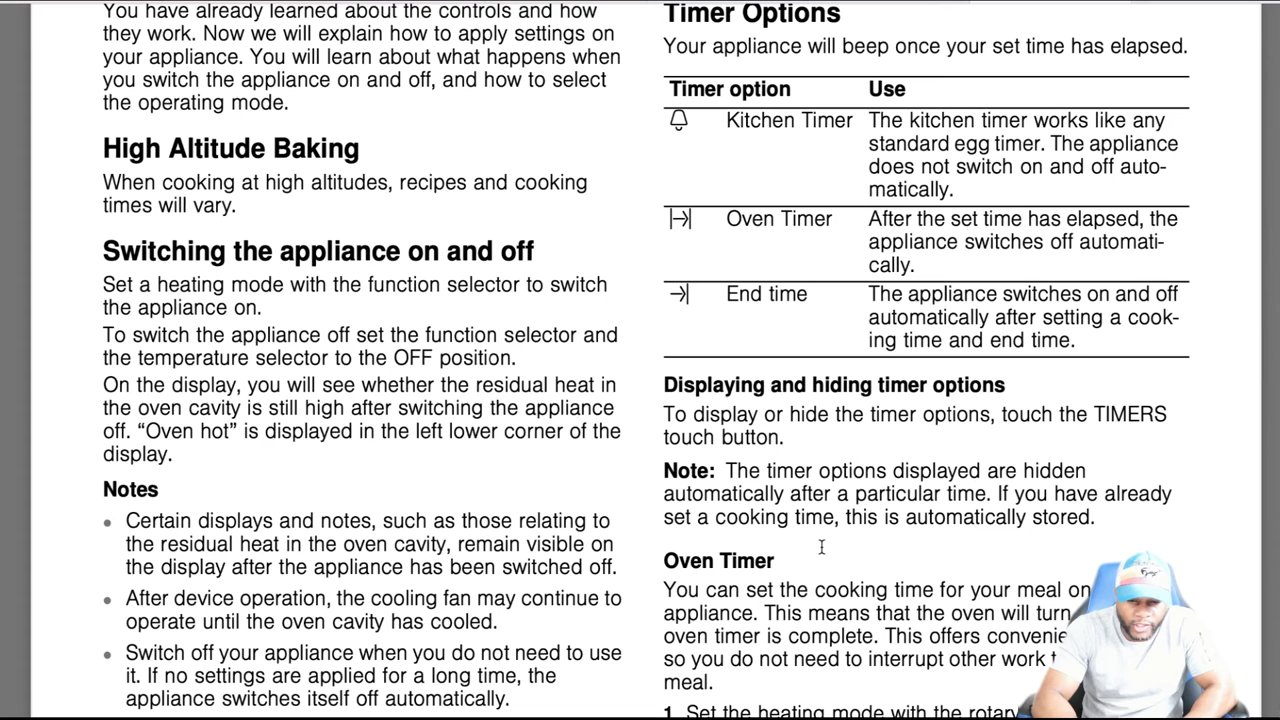 You have already learned about the controls and how
they work. Now we will explain how to apply settings on
your appliance. You will learn about what happens when
you switch the appliance on and off, and how to select
the operating mode.
High Altitude Baking
When cooking at high altitudes, recipes and cooking
times will vary.
Switching the appliance on and off
Set a heating mode with the function selector to switch
the appliance on.
To switch the appliance off set the function selector and
the temperature selector to the OFF position.
On the display, you will see whether the residual heat in
the oven cavity is still high after switching the appliance
off. “Oven hot” is displayed in the left lower corner of the
display.
Notes
• Certain displays and notes, such as those relating to
the residual heat in the oven cavity, remain visible on
the display after the appliance has been switched off.
• After device operation, the cooling fan may continue to
operate until the oven cavity has cooled.
• Switch off your appliance when you do not need to use
it. If no settings are applied for a long time, the
appliance switches itself off automatically.
Timer Options
Your appliance will beep once your set time has elapsed.
Timer option Use
Kitchen Timer The kitchen timer works like any
standard egg timer. The appliance
does not switch on and off auto-
matically.
Oven Timer After the set time has elapsed, the
appliance switches off automati-
cally.
End time The appliance switches on and off
automatically after setting a cook-
ing time and end time.
Displaying and hiding timer options
To display or hide the timer options, touch the TIMERS
touch button.
Note: The timer options displayed are hidden
automatically after a particular time. If you have already
set a cooking time, this is automatically stored.
Oven Timer
You can set the cooking time for your meal on
appliance. This means that the oven will turn
oven timer is complete. This offers
so you do not need to interrupt other work
meal.
1. Set the heating mode with the rotary